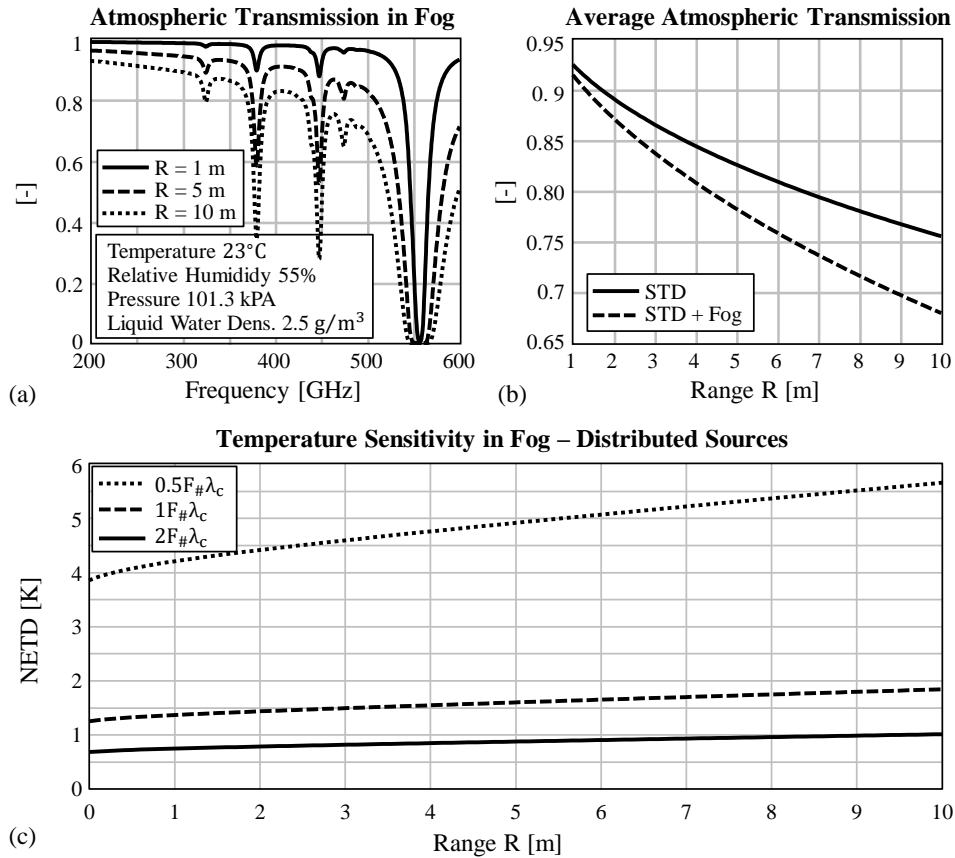 Atmospheric Transmission in Fog
1
0.8
0.6
0.4
0.2
0
[-]
R = 1 m
R = 5 m
R = 10 m
Temperature 23°C
Relative Humididy 55%
Pressure 101.3 kPA
Liquid Water Dens. 2.5 g/m³
200 300 400 500 600
Frequency [GHz]
(a)
Average Atmospheric Transmission
0.95
0. 9
0.85
0.80
0.75
0.7
0.65
[-]
STD
STD + Fog
1 2 3 4 5 6 7 8 9 10
Range R [m]
(b)
Temperature Sensitivity in Fog – Distributed Sources
6
5
4
3
2
1
0
NETD [K]
0.5F#λc
1F#λc
2F#λc
0 1 2 3 4 5 6 7 8 9 10
Range R [m]
(c)